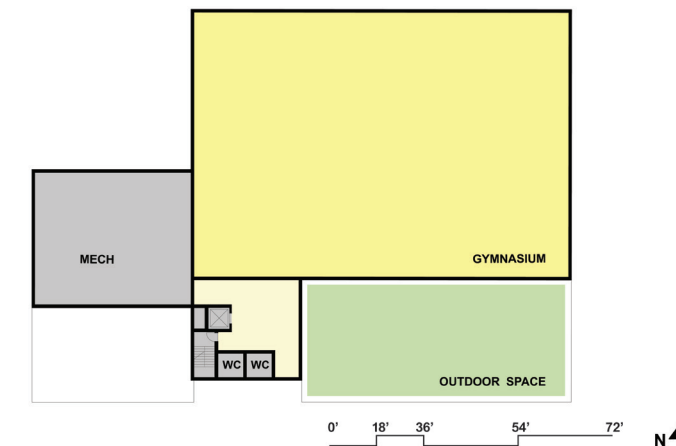 MECH
GYMNASIUM
WC WC
OUTDOOR SPACE
0' 18' 36' 54' 72'
N